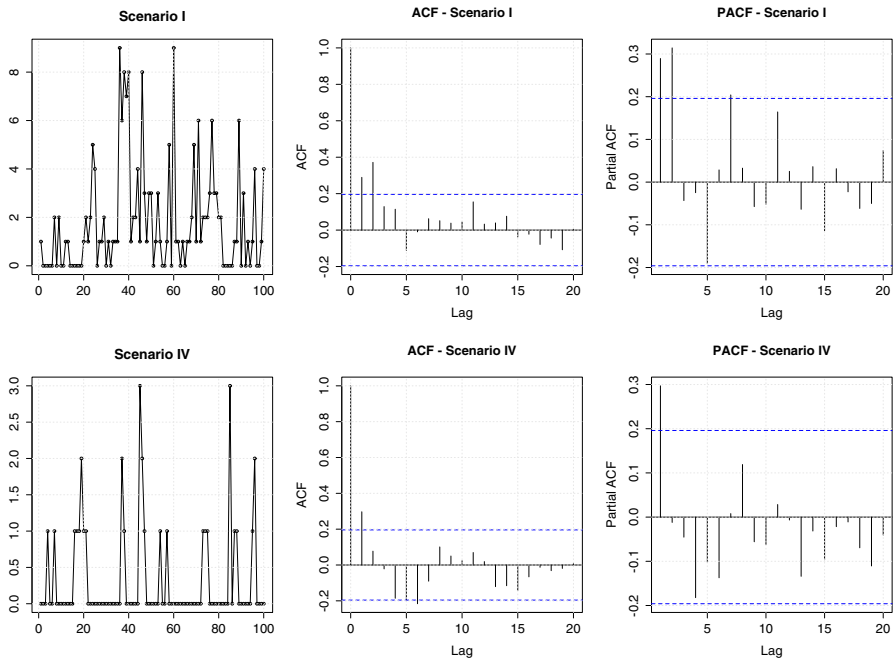 Scenario I
ACF - Scenario I
PACF - Scenario I
0 2 4 6 8
0 20 40 60 80 100
ACF
-0.2 0.0 0.2 0.4 0.6 0.8 1.0
0 5 10 15 20
Lag
Partial ACF
-0.2 -0.1 0.0 0.1 0.2 0.3
5 10 15 20
Lag
Scenario IV
ACF - Scenario IV
PACF - Scenario IV
0.0 0.5 1.0 1.5 2.0 2.5 3.0
0 20 40 60 80 100
ACF
-0.2 0.0 0.2 0.4 0.6 0.8 1.0
0 5 10 15 20
Lag
Partial ACF
-0.2 -0.1 0.0 0.1 0.2 0.3
5 10 15 20
Lag